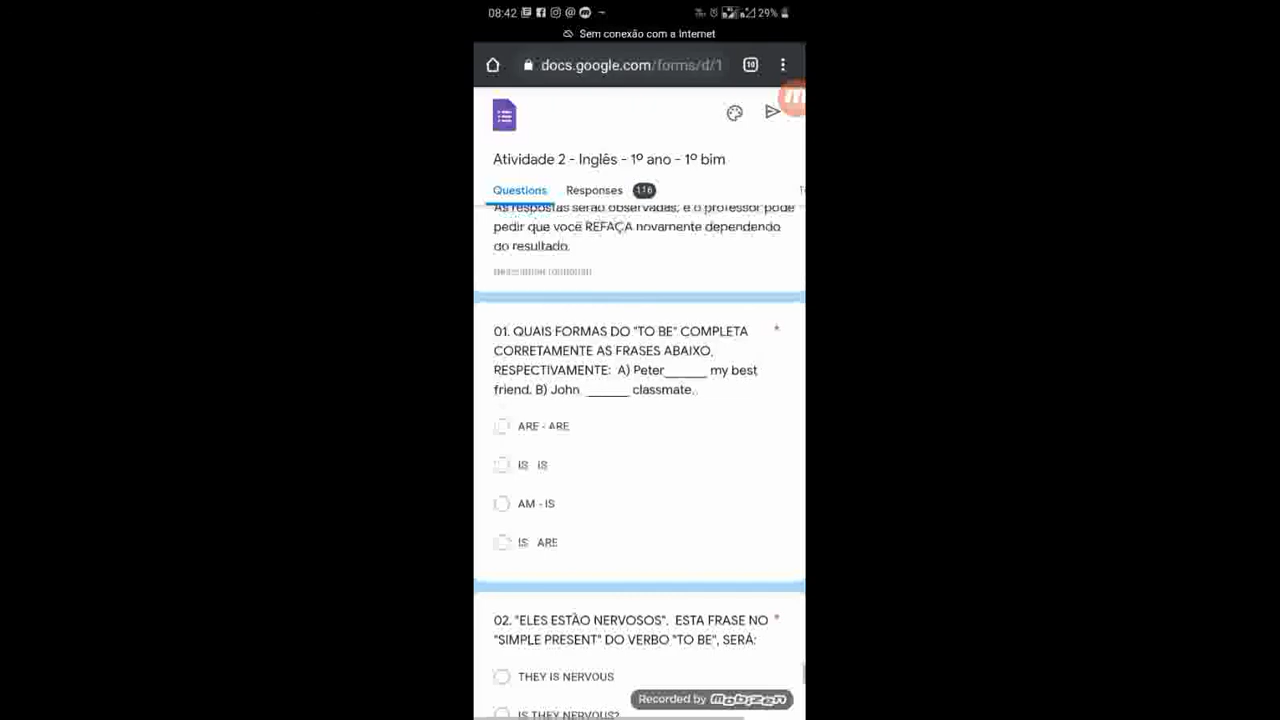 08:42
29%
Sem conexão com a Internet
docs.google.com/forms/d/1
10
Atividade 2 - Inglês - 1º ano - 1º bim
Questions Responses 116
As respostas serão observadas, e o professor pode
pedir que você REFAÇA novamente dependendo
do resultado.
01. QUAIS FORMAS DO "TO BE" COMPLETA *
CORRETAMENTE AS FRASES ABAIXO,
RESPECTIVAMENTE: A) Peter______ my best
friend. B) John ______ classmate.
ARE - ARE
IS IS
AM - IS
IS ARE
02. "ELES ESTÃO NERVOSOS". ESTA FRASE NO *
"SIMPLE PRESENT" DO VERBO "TO BE", SERÁ:
THEY IS NERVOUS
IS THEY NERVOUS?
Recorded by mobizen